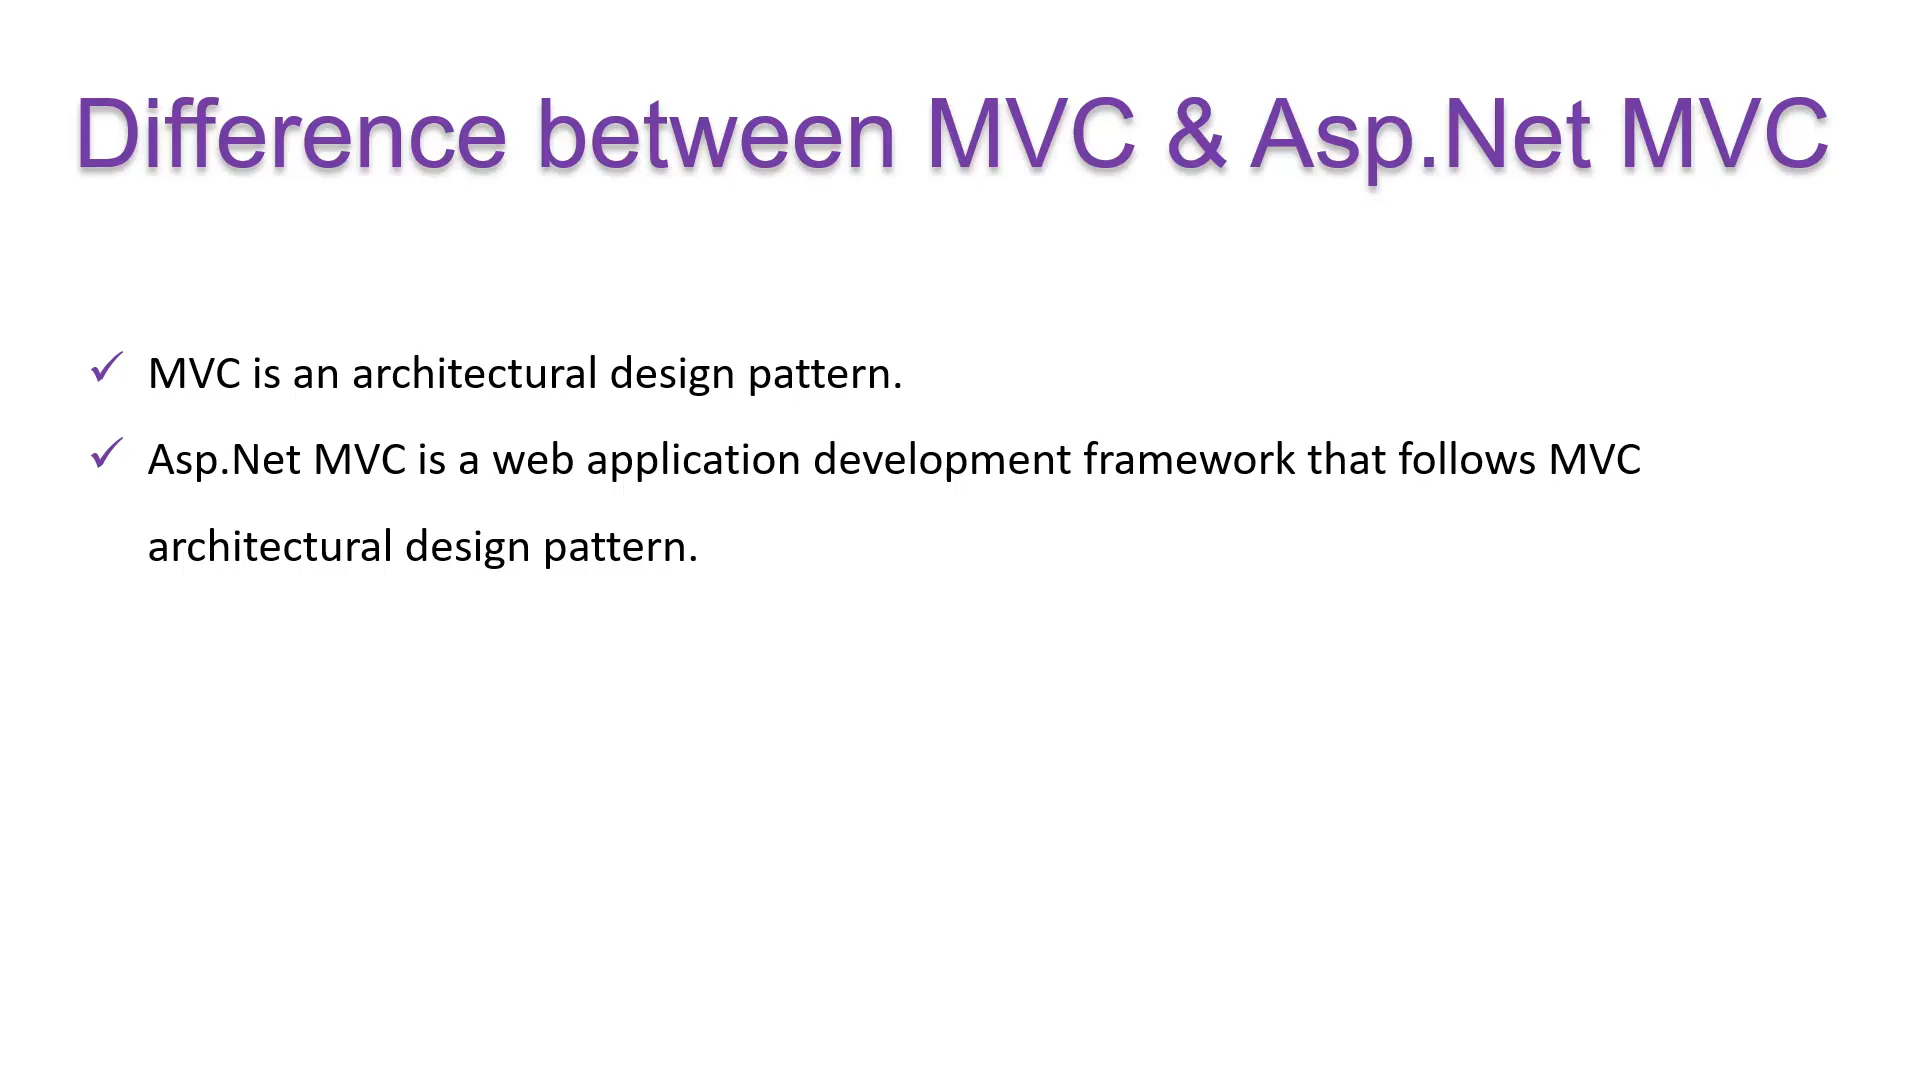 Difference between MVC & Asp.Net MVC
MVC is an architectural design pattern.
Asp.Net MVC is a web application development framework that follows MVC
architectural design pattern.